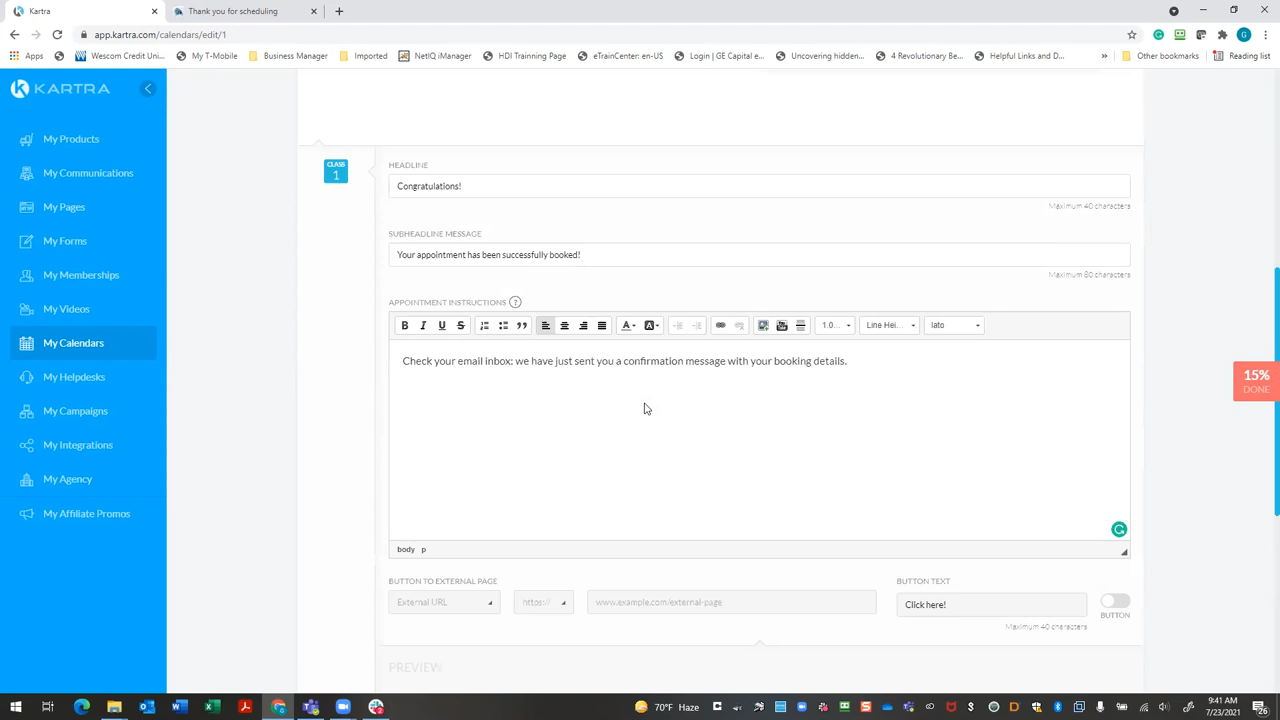 Kartra
Thank you for scheduling
app.kartra.com/calendars/edit/1
Apps
Wescom Credit Uni...
My T-Mobile
Business Manager
Imported
NetIQ iManager
HDI Trainning Page
eTrainCenter: en-US
Login | GE Capital e...
Uncovering hidden...
4 Revolutionary Be...
Helpful Links and D...
»
Other bookmarks
Reading list
KARTRA
My Products
My Communications
My Pages
My Forms
My Memberships
My Videos
My Calendars
My Helpdesks
My Campaigns
My Integrations
My Agency
My Affiliate Promos
CLASS
1
HEADLINE
Congratulations!
Maximum 40 characters
SUBHEADLINE MESSAGE
Your appointment has been successfully booked!
Maximum 80 characters
APPOINTMENT INSTRUCTIONS ?
B I U S
1.0...
Line Hei...
lato
Check your email inbox: we have just sent you a confirmation message with your booking details.
body p
BUTTON TO EXTERNAL PAGE
External URL
https://
www.example.com/external-page
BUTTON TEXT
Click here!
Maximum 40 characters
BUTTON
PREVIEW
15%
DONE
70°F Haze
9:41 AM
7/23/2021